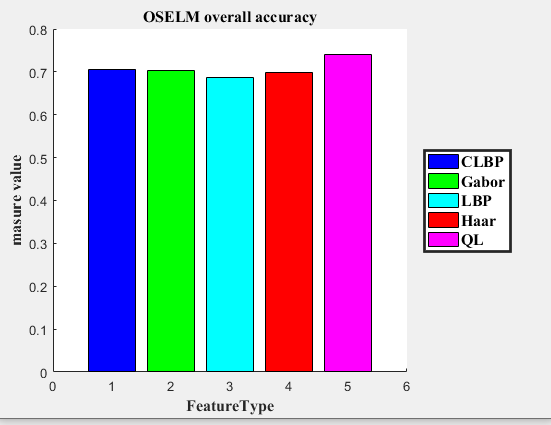 OSELM overall accuracy
0.8
0.7
0.6
0.5
0.4
0.3
0.2
0.1
0
masure value
0 1 2 3 4 5 6
FeatureType
CLBP
Gabor
LBP
Haar
QL